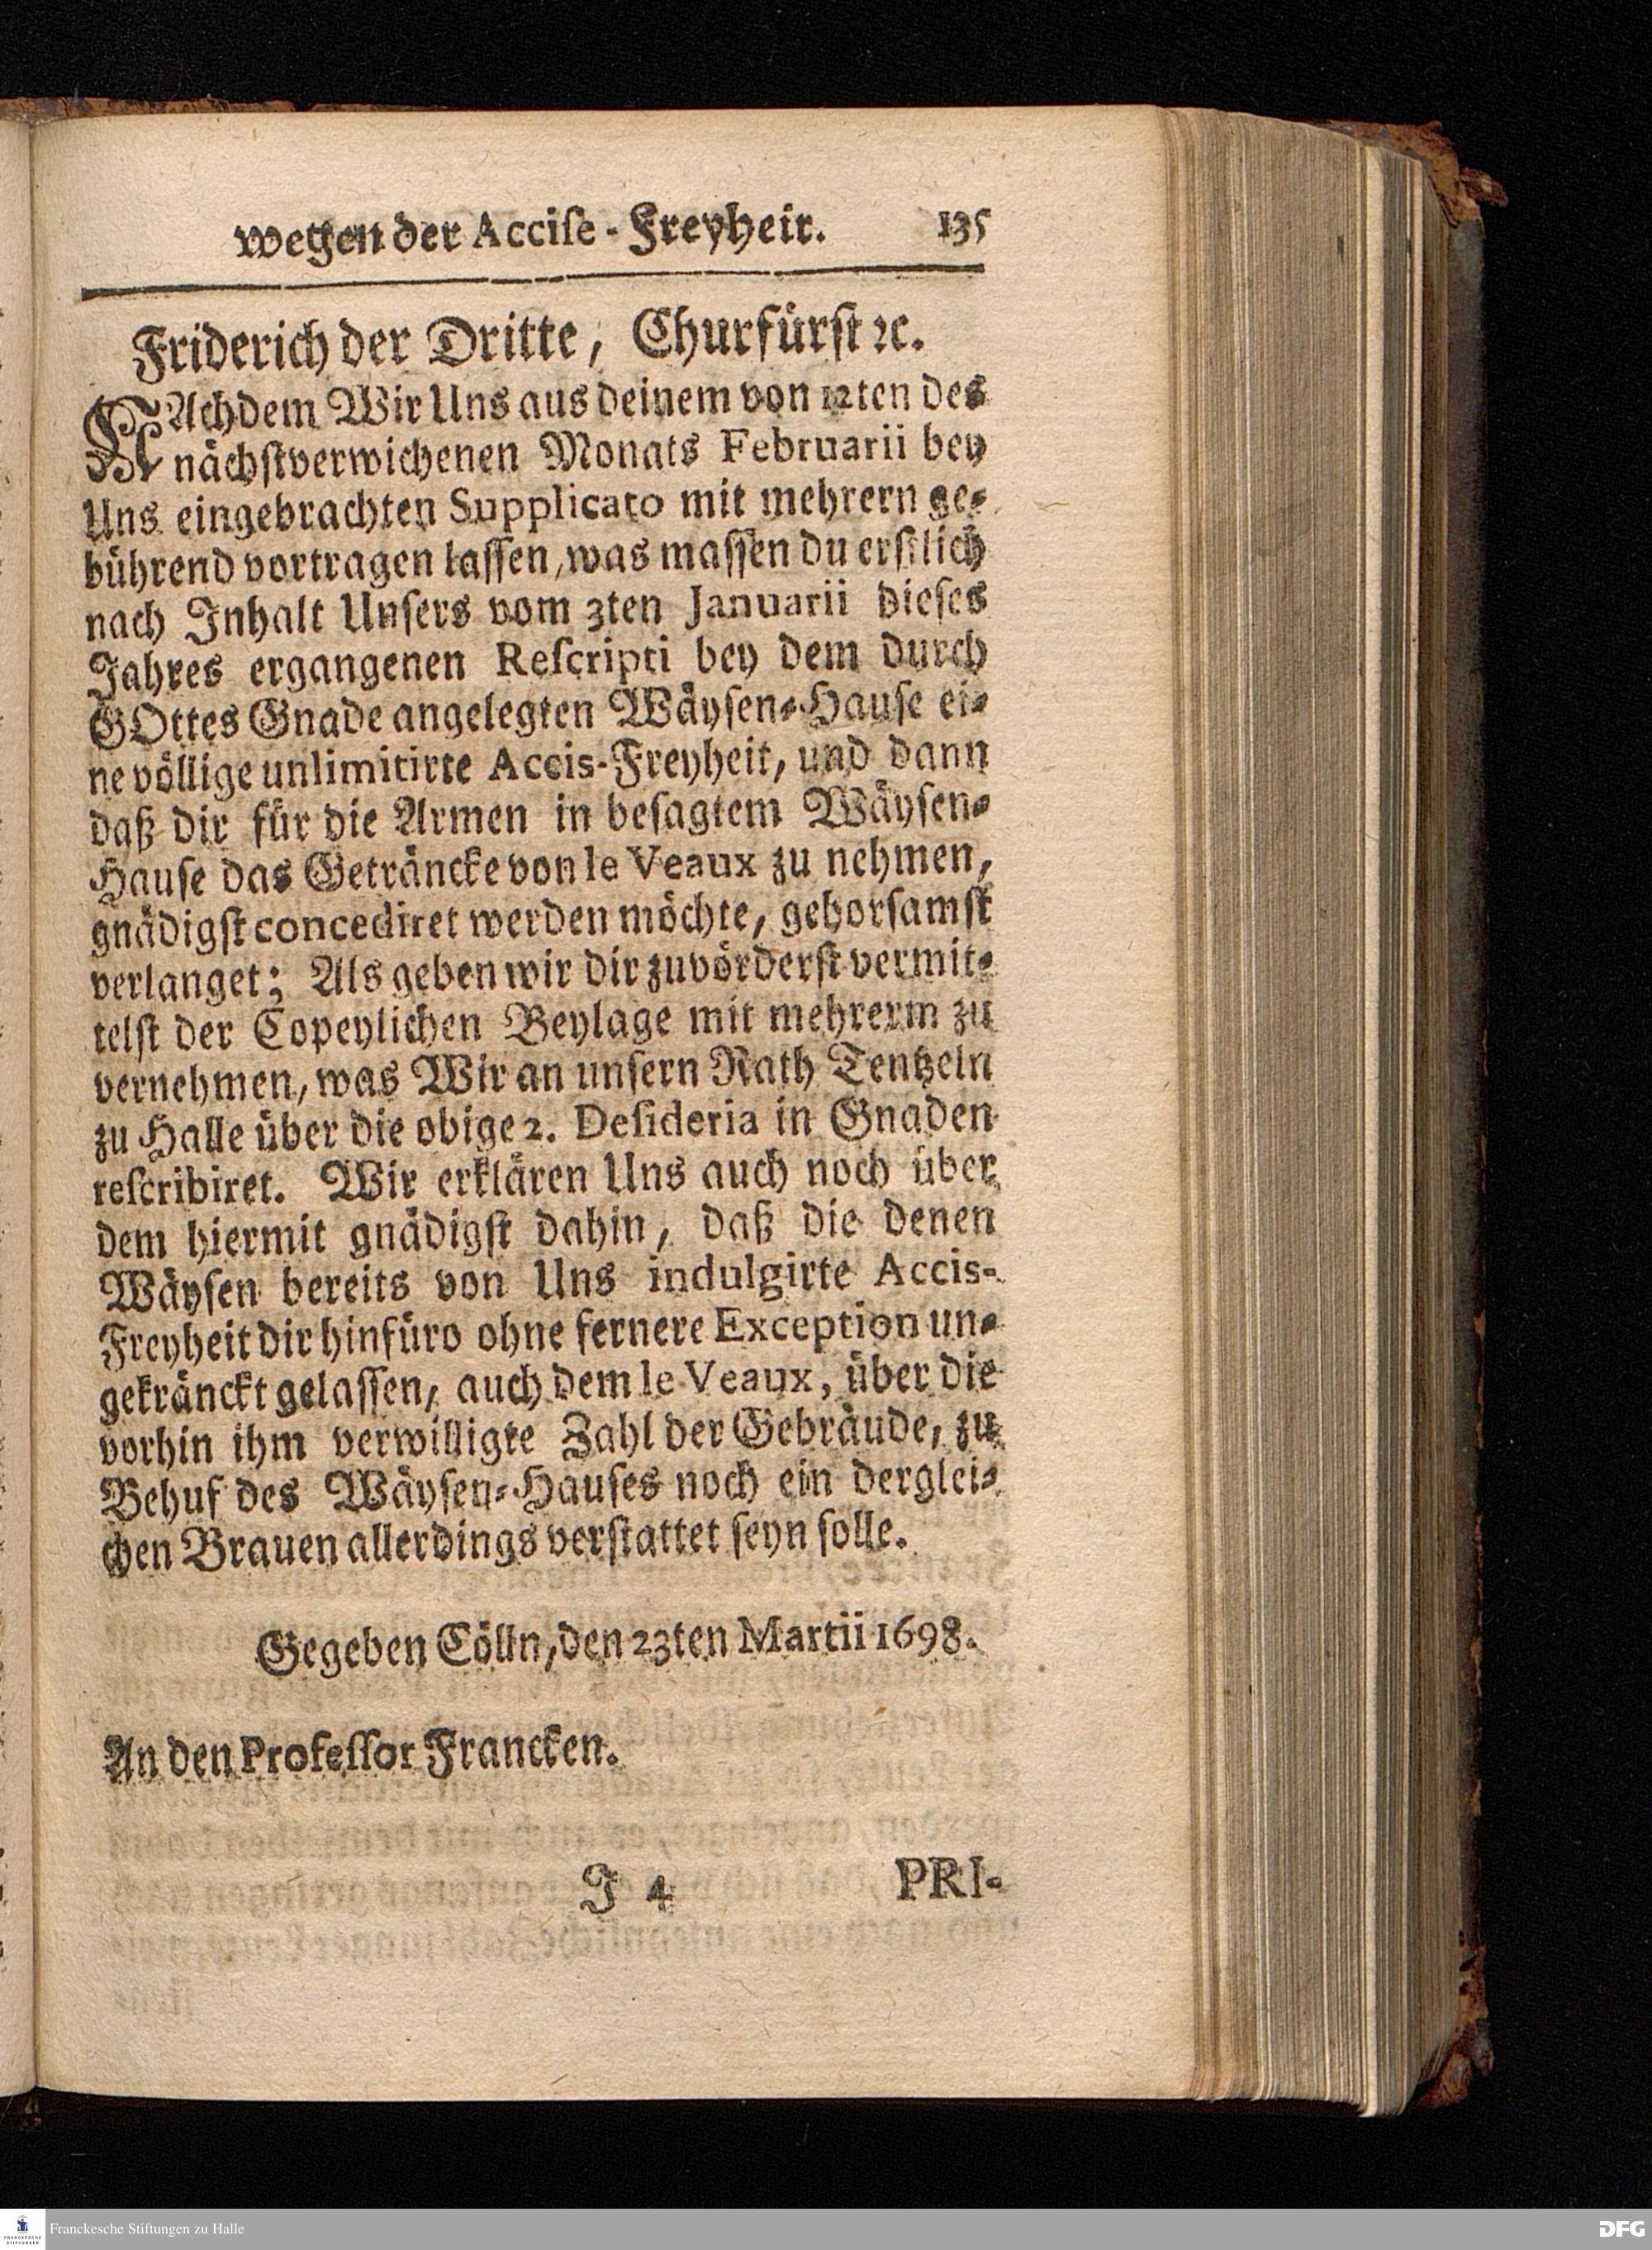 wegen der Acciſe-Freyheit. 135
Friderich der Dritte, Churfürſt ꝛc.
NAchdem Wir Uns aus deinem von 12ten des
nächſtverwichenen Monats Februarii bey
Uns eingebrachten Supplicato mit mehrern ge-
bührend vortragen laſſen, was maſſen du erſtlich
nach Inhalt Unſers vom 3ten Januarii dieſes
Jahres ergangenen Reſcripti bey dem durch
GOttes Gnade angelegten Wäyſen-Hauſe ei-
ne völlige unlimitirte Accis-Freyheit, und dann
daß dir für die Armen in beſagtem Wäyſen-
Hauſe das Geträncke von le Veaux zu nehmen,
gnädigſt concediret werden möchte, gehorſamſt
verlanget; Als geben wir dir zuvörderſt vermit-
telſt der Copeylichen Beylage mit mehrerm zu
vernehmen, was Wir an unſern Rath Tentzeln
zu Halle über die obige 2. Deſideria in Gnaden
reſcribiret. Wir erklären Uns auch noch über
dem hiermit gnädigſt dahin, daß die denen
Wäyſen bereits von Uns indulgirte Accis-
Freyheit dir hinfüro ohne fernere Exception un-
gekränckt gelaſſen, auch dem le Veaux, über die
vorhin ihm verwilligte Zahl der Gebräude, zu
Behuf des Wäyſen-Hauſes noch ein derglei-
chen Brauen allerdings verſtattet ſeyn ſolle.
Gegeben Cölln, den 23ten Martii 1698.
An den Profeſſor Francken.
J 4 PRI-
Franckesche Stiftungen zu Halle
DFG